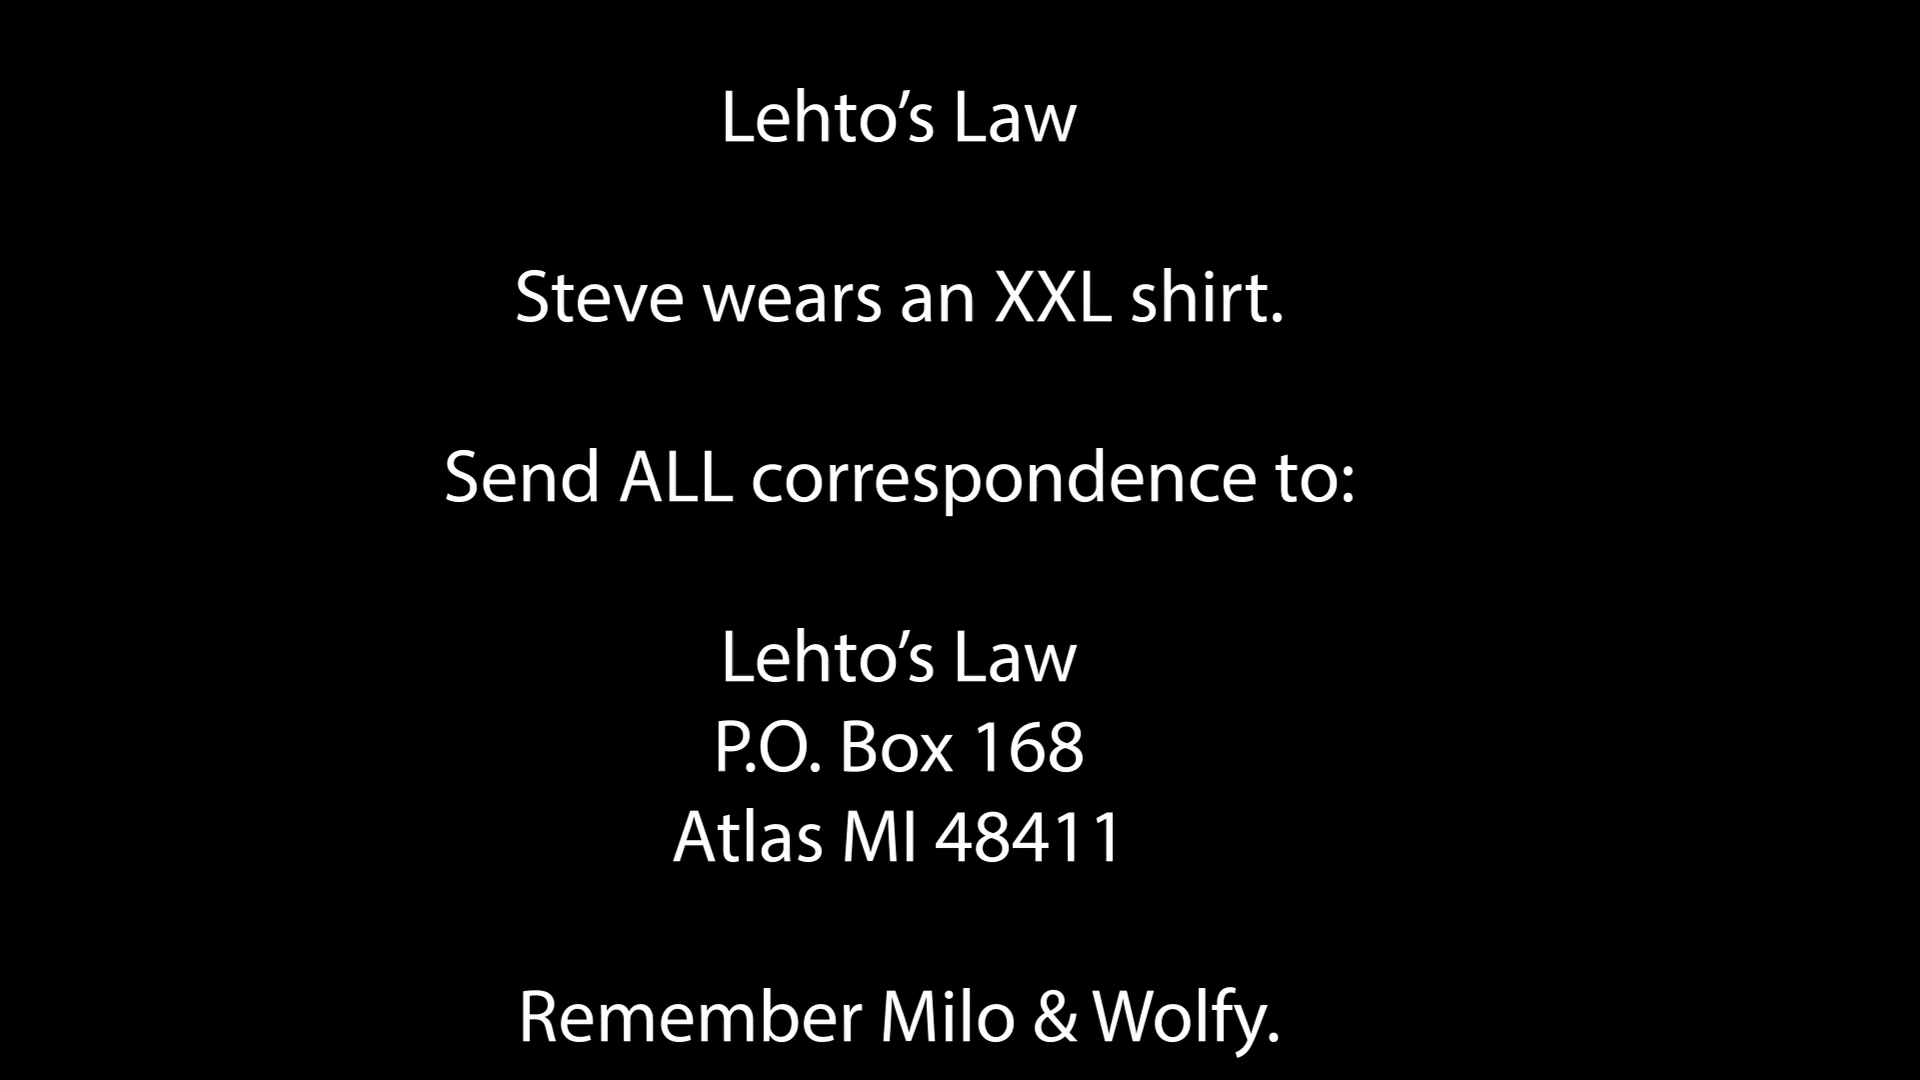 Lehto’s Law
Steve wears an XXL shirt.
Send ALL correspondence to:
Lehto’s Law
P.O. Box 168
Atlas MI 48411
Remember Milo & Wolfy.